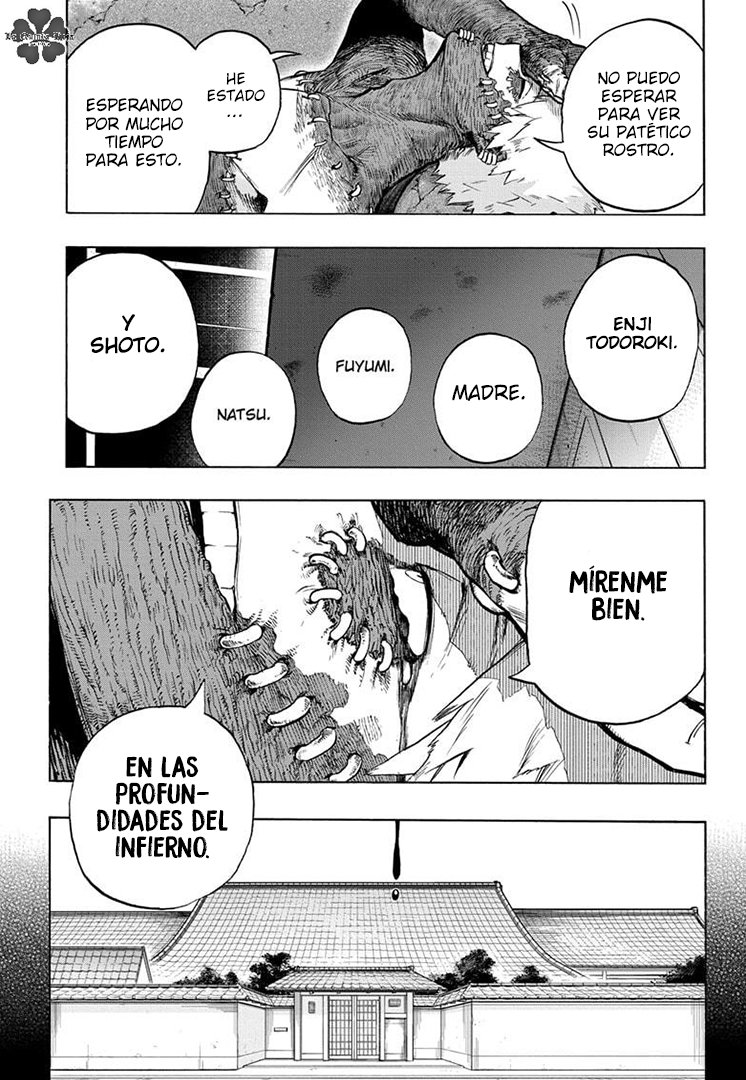 NO PUEDO
ESPERAR
PARA VER
SU PATÉTICO
ROSTRO.
HE
ESTADO
...
ESPERANDO
POR MUCHO
TIEMPO
PARA ESTO.
ENJI
TODOROKI.
MADRE.
FUYUMI.
NATSU.
Y
SHOTO.
MÍRENME
BIEN.
EN LAS
PROFUN-
DIDADES DEL
INFIERNO.